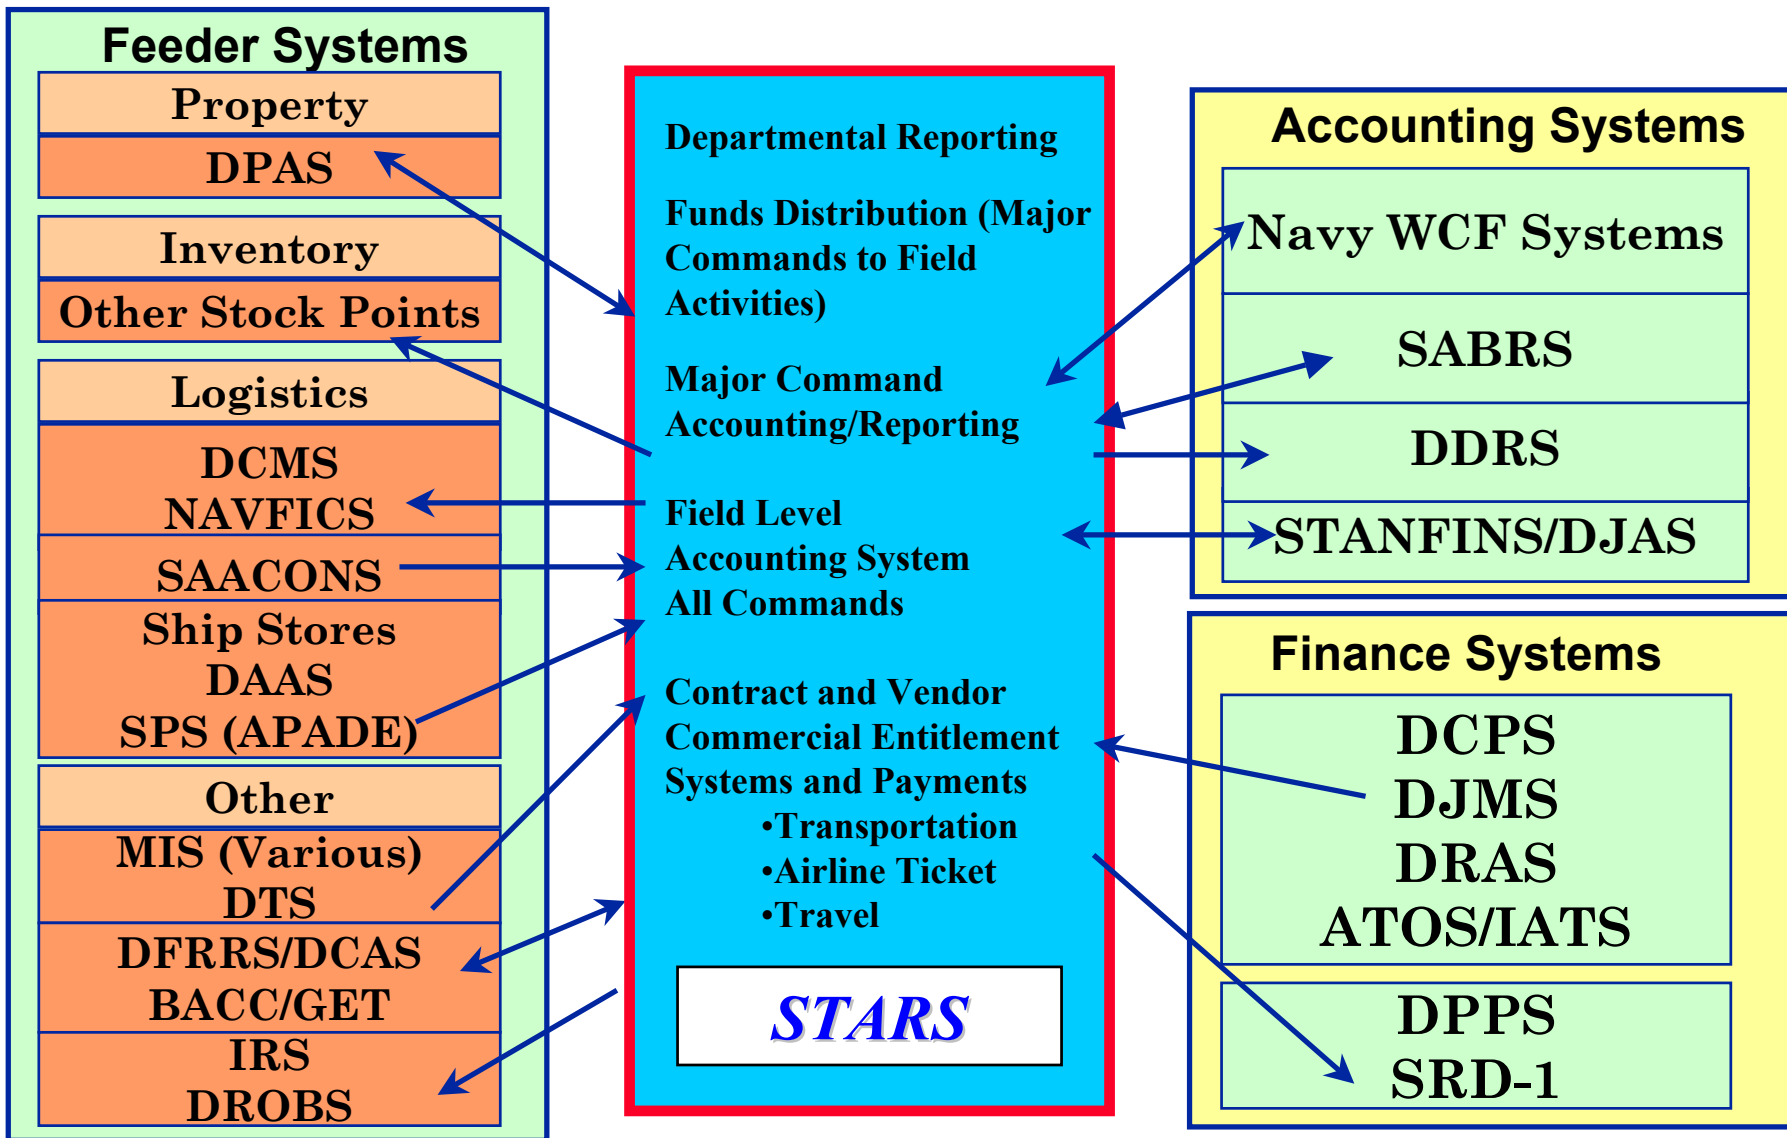 Feeder Systems
Property
DPAS
Inventory
Other Stock Points
Logistics
DCMS
NAVFICS
SAACONS
Ship Stores
DAAS
SPS (APADE)
Other
MIS (Various)
DTS
DFRRS/DCAS
BACC/GET
IRS
DROBS
Departmental Reporting
Funds Distribution (Major
Commands to Field
Activities)
Major Command
Accounting/Reporting
Field Level
Accounting System
All Commands
Contract and Vendor
Commercial Entitlement
Systems and Payments
•Transportation
•Airline Ticket
•Travel
STARS
Accounting Systems
Navy WCF Systems
SABRS
DDRS
STANFINS/DJAS
Finance Systems
DCPS
DJMS
DRAS
ATOS/IATS
DPPS
SRD-1